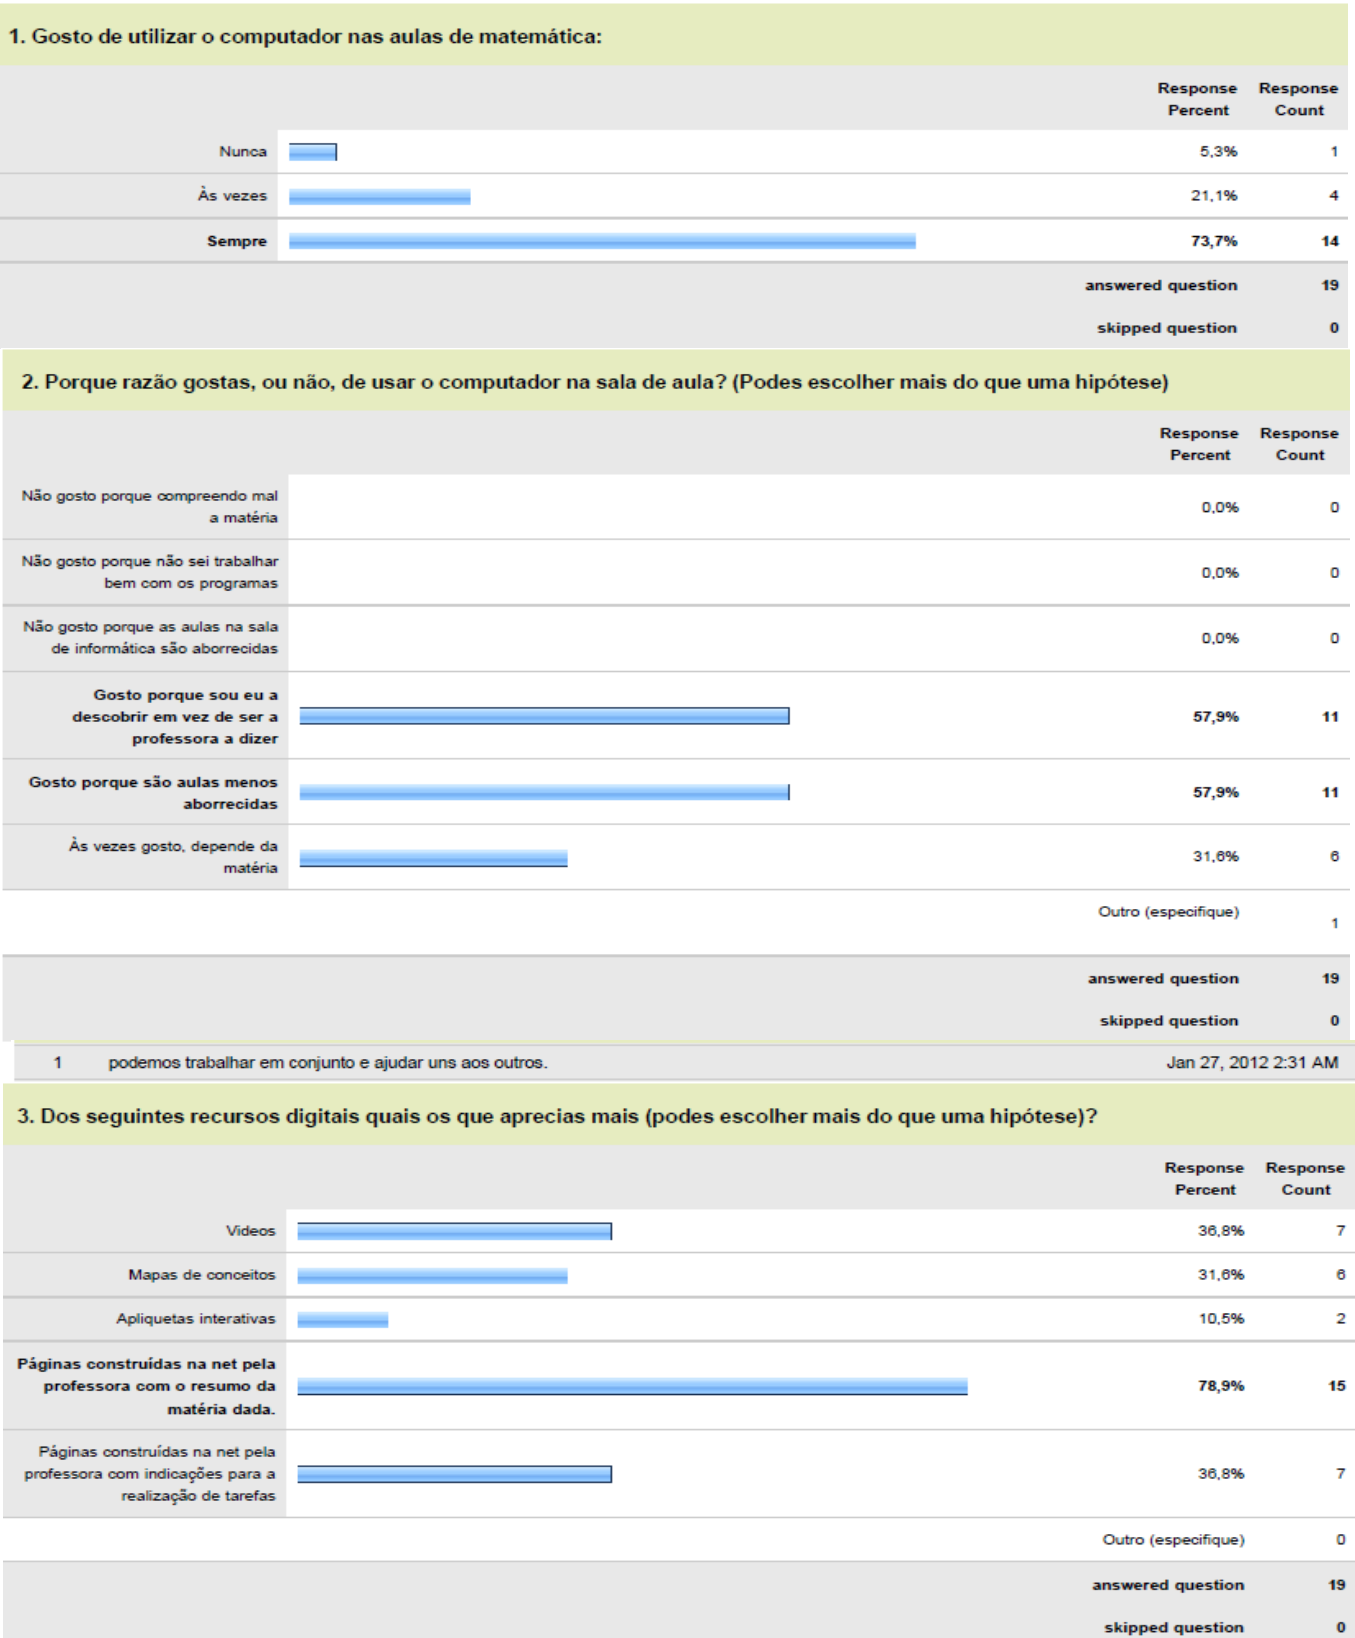 1. Gosto de utilizar o computador nas aulas de matemática:
Response Percent Response Count
Nunca 5,3% 1
Às vezes 21,1% 4
Sempre 73,7% 14
answered question 19
skipped question 0
2. Porque razão gostas, ou não, de usar o computador na sala de aula? (Podes escolher mais do que uma hipótese)
Response Percent Response Count
Não gosto porque compreendo mal
a matéria 0,0% 0
Não gosto porque não sei trabalhar
bem com os programas 0,0% 0
Não gosto porque as aulas na sala
de informática são aborrecidas 0,0% 0
Gosto porque sou eu a
descobrir em vez de ser a
professora a dizer 57,9% 11
Gosto porque são aulas menos
aborrecidas 57,9% 11
Às vezes gosto, depende da
matéria 31,6% 6
Outro (especifique) 1
answered question 19
skipped question 0
1 podemos trabalhar em conjunto e ajudar uns aos outros. Jan 27, 2012 2:31 AM
3. Dos seguintes recursos digitais quais os que aprecias mais (podes escolher mais do que uma hipótese)?
Response Percent Response Count
Videos 36,8% 7
Mapas de conceitos 31,6% 6
Apliquetas interativas 10,5% 2
Páginas construídas na net pela
professora com o resumo da
matéria dada. 78,9% 15
Páginas construídas na net pela
professora com indicações para a
realização de tarefas 36,8% 7
Outro (especifique) 0
answered question 19
skipped question 0